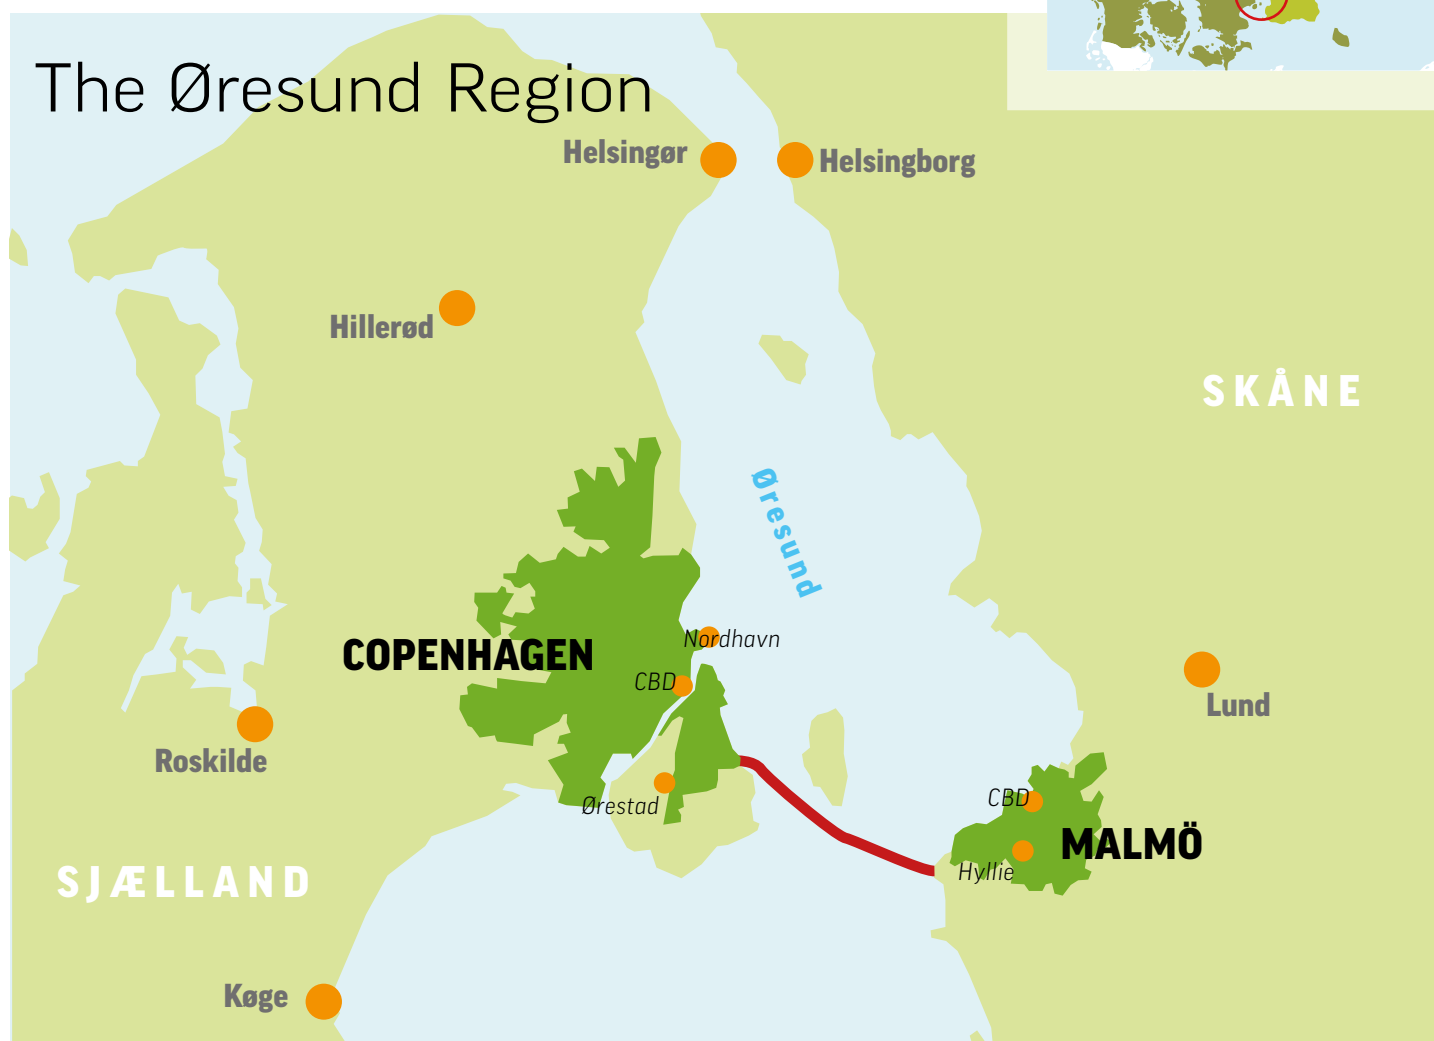 The Øresund Region
Helsingør
Helsingborg
Hillerød
SKÅNE
Øresund
Nordhavn
COPENHAGEN
CBD
Lund
Roskilde
Ørestad
CBD
MALMÖ
Hyllie
SJÆLLAND
Køge